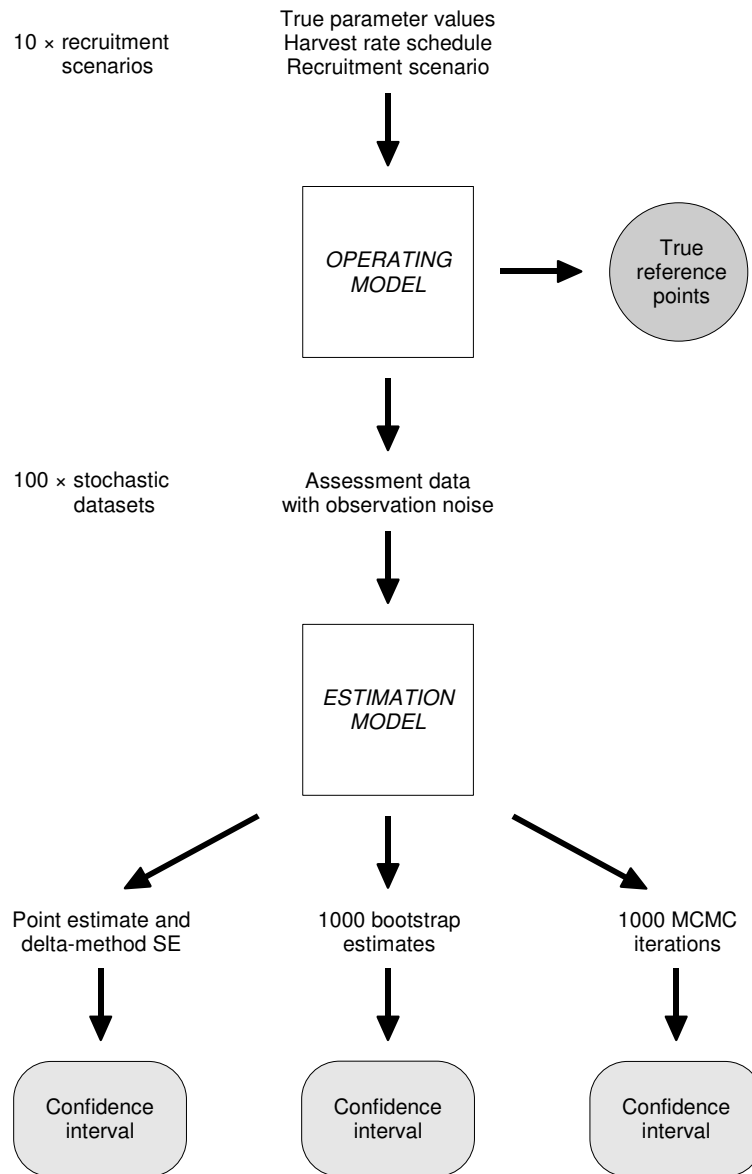 10 × recruitment
scenarios
True parameter values
Harvest rate schedule
Recruitment scenario
OPERATING
MODEL
True
reference
points
100 × stochastic
datasets
Assessment data
with observation noise
ESTIMATION
MODEL
Point estimate and
delta-method SE
1000 bootstrap
estimates
1000 MCMC
iterations
Confidence
interval
Confidence
interval
Confidence
interval